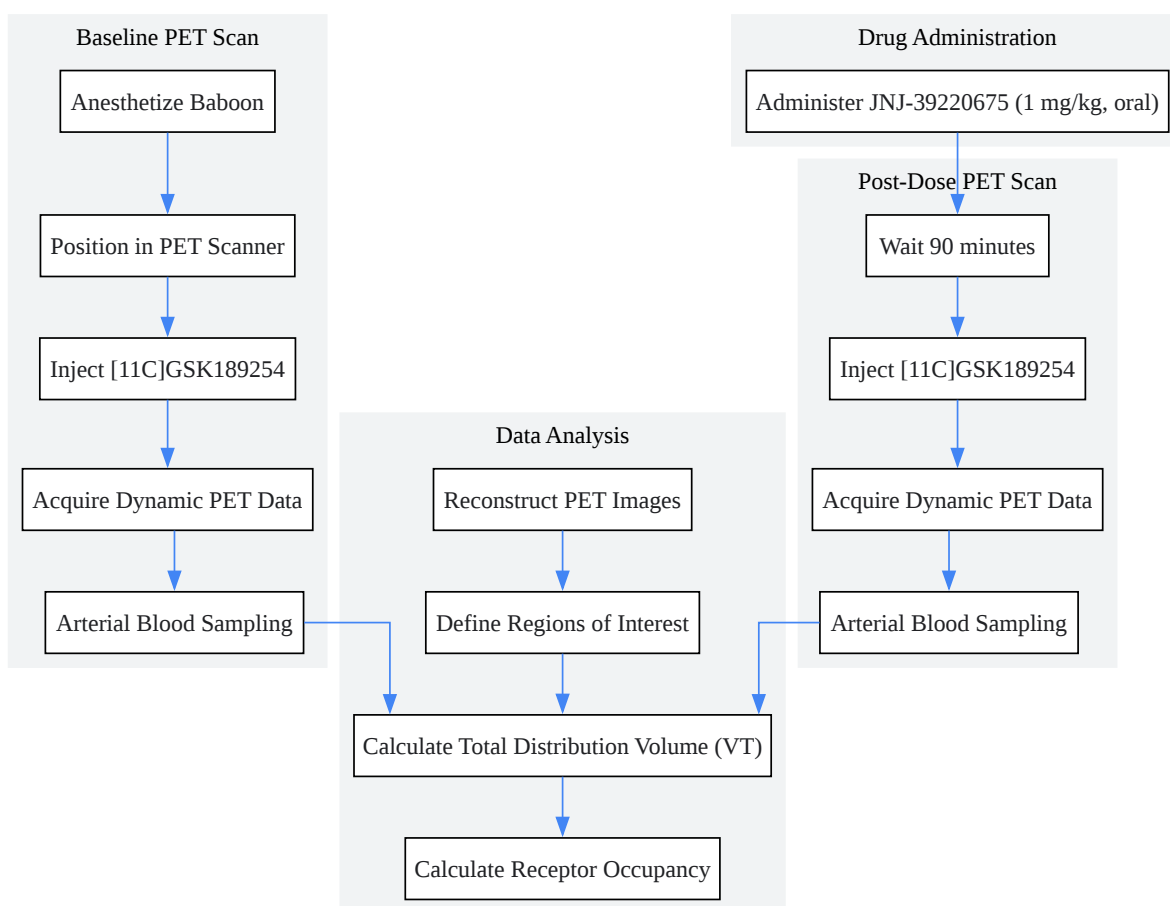 Baseline PET Scan
Anesthetize Baboon
Position in PET Scanner
Inject [11C]GSK189254
Acquire Dynamic PET Data
Arterial Blood Sampling
Drug Administration
Administer JNJ-39220675 (1 mg/kg, oral)
Post-Dose PET Scan
Wait 90 minutes
Inject [11C]GSK189254
Acquire Dynamic PET Data
Arterial Blood Sampling
Data Analysis
Reconstruct PET Images
Define Regions of Interest
Calculate Total Distribution Volume (VT)
Calculate Receptor Occupancy